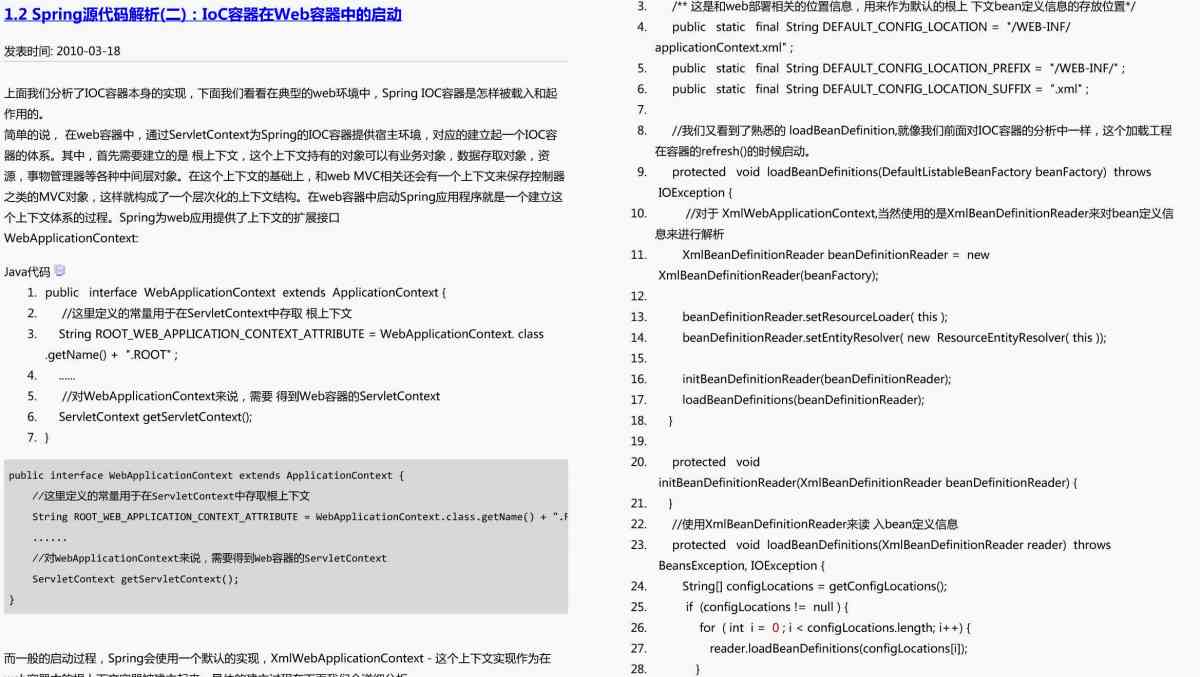 1.2 Spring源代码解析(二)：IoC容器在Web容器中的启动
发表时间: 2010-03-18
上面我们分析了IOC容器本身的实现，下面我们看看在典型的web环境中，Spring IOC容器是怎样被载入和起
作用的。
简单的说， 在web容器中，通过ServletContext为Spring的IOC容器提供宿主环境，对应的建立起一个IOC容
器的体系。其中，首先需要建立的是 根上下文，这个上下文持有的对象可以有业务对象，数据存取对象，资
源，事物管理器等各种中间层对象。在这个上下文的基础上，和web MVC相关还会有一个上下文来保存控制器
之类的MVC对象，这样就构成了一个层次化的上下文结构。在web容器中启动Spring应用程序就是一个建立这
个上下文体系的过程。Spring为web应用提供了上下文的扩展接口
WebApplicationContext:
Java代码
1. public interface WebApplicationContext extends ApplicationContext {
2. //这里定义的常量用于在ServletContext中存取 根上下文
3. String ROOT_WEB_APPLICATION_CONTEXT_ATTRIBUTE = WebApplicationContext. class
.getName() + ".ROOT" ;
4. ......
5. //对WebApplicationContext来说，需要 得到Web容器的ServletContext
6. ServletContext getServletContext();
7. }
public interface WebApplicationContext extends ApplicationContext {
//这里定义的常量用于在ServletContext中存取根上下文
String ROOT_WEB_APPLICATION_CONTEXT_ATTRIBUTE = WebApplicationContext.class.getName() + ".
......
//对WebApplicationContext来说，需要得到Web容器的ServletContext
ServletContext getServletContext();
}
而一般的启动过程，Spring会使用一个默认的实现，XmlWebApplicationContext - 这个上下文实现作为在
3. /** 这是和web部署相关的位置信息，用来作为默认的根上 下文bean定义信息的存放位置*/
4. public static final String DEFAULT_CONFIG_LOCATION = "/WEB-INF/
applicationContext.xml" ;
5. public static final String DEFAULT_CONFIG_LOCATION_PREFIX = "/WEB-INF/" ;
6. public static final String DEFAULT_CONFIG_LOCATION_SUFFIX = ".xml" ;
7.
8. //我们又看到了熟悉的 loadBeanDefinition,就像我们前面对IOC容器的分析中一样，这个加载工程
在容器的refresh()的时候启动。
9. protected void loadBeanDefinitions(DefaultListableBeanFactory beanFactory) throws
IOException {
10. //对于 XmlWebApplicationContext,当然使用的是XmlBeanDefinitionReader来对bean定义信
息来进行解析
11. XmlBeanDefinitionReader beanDefinitionReader = new
XmlBeanDefinitionReader(beanFactory);
12.
13. beanDefinitionReader.setResourceLoader( this );
14. beanDefinitionReader.setEntityResolver( new ResourceEntityResolver( this ));
15.
16. initBeanDefinitionReader(beanDefinitionReader);
17. loadBeanDefinitions(beanDefinitionReader);
18. }
19.
20. protected void
initBeanDefinitionReader(XmlBeanDefinitionReader beanDefinitionReader) {
21. }
22. //使用XmlBeanDefinitionReader来读 入bean定义信息
23. protected void loadBeanDefinitions(XmlBeanDefinitionReader reader) throws
BeansException, IOException {
24. String[] configLocations = getConfigLocations();
25. if (configLocations != null ) {
26. for ( int i = 0 ; i < configLocations.length; i++) {
27. reader.loadBeanDefinitions(configLocations[i]);
28. }